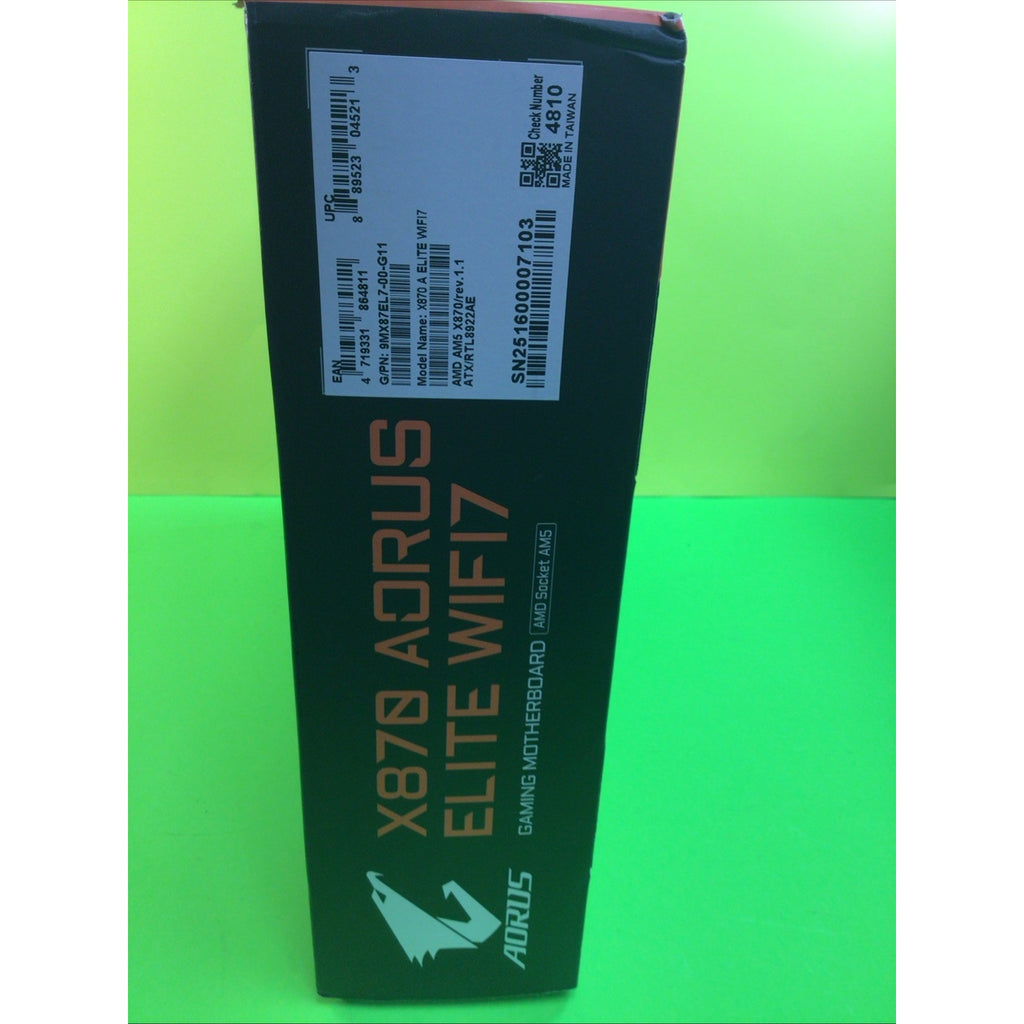 UPC
8 89523 04521 3
EAN
4 719331 864811
G/PN: 9MX87EL7-00-G11
Model Name: X870 A ELITE WIFI7
AMD AM5 X870/rev.1.1
ATX/RTL8922AE
SN251600007103
Check Number
4810
MADE IN TAIWAN
X870 AORUS
ELITE WIFI7
GAMING MOTHERBOARD AMD Socket AM5
AORUS